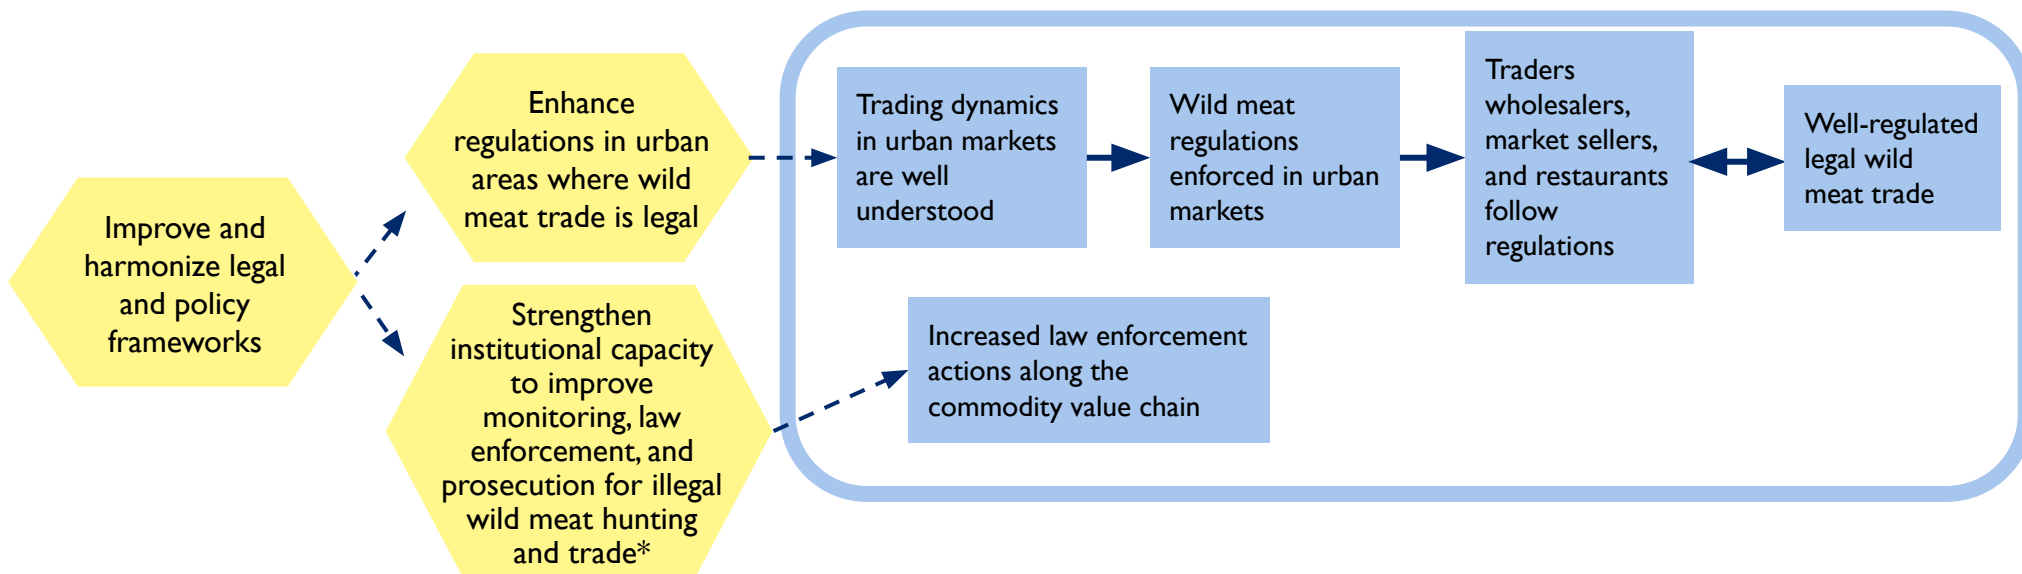 Improve and
harmonize legal
and policy
frameworks
Enhance
regulations in urban
areas where wild
meat trade is legal
Strengthen
institutional capacity
to improve
monitoring, law
enforcement, and
prosecution for illegal
wild meat hunting
and trade*
Trading dynamics
in urban markets
are well
understood
Wild meat
regulations
enforced in urban
markets
Traders
wholesalers,
market sellers,
and restaurants
follow
regulations
Well-regulated
legal wild
meat trade
Increased law enforcement
actions along the
commodity value chain